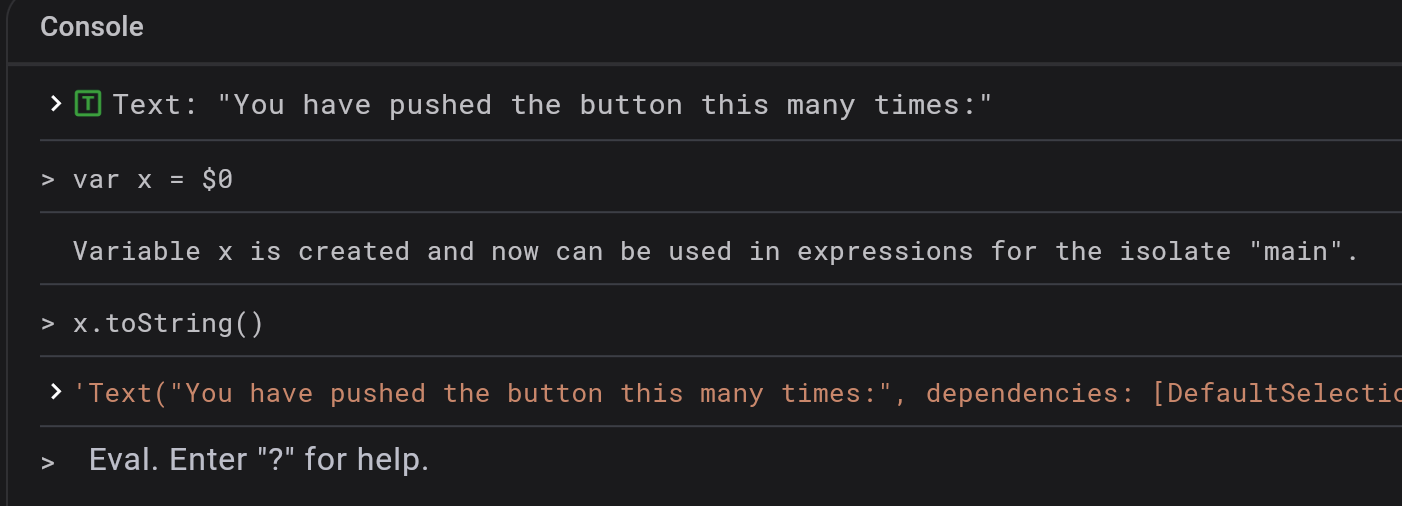 Console
T Text: "You have pushed the button this many times:"
> var x = $0
Variable x is created and now can be used in expressions for the isolate "main".
> x.toString()
'Text("You have pushed the button this many times:", dependencies: [DefaultSelectio
> Eval. Enter "?" for help.